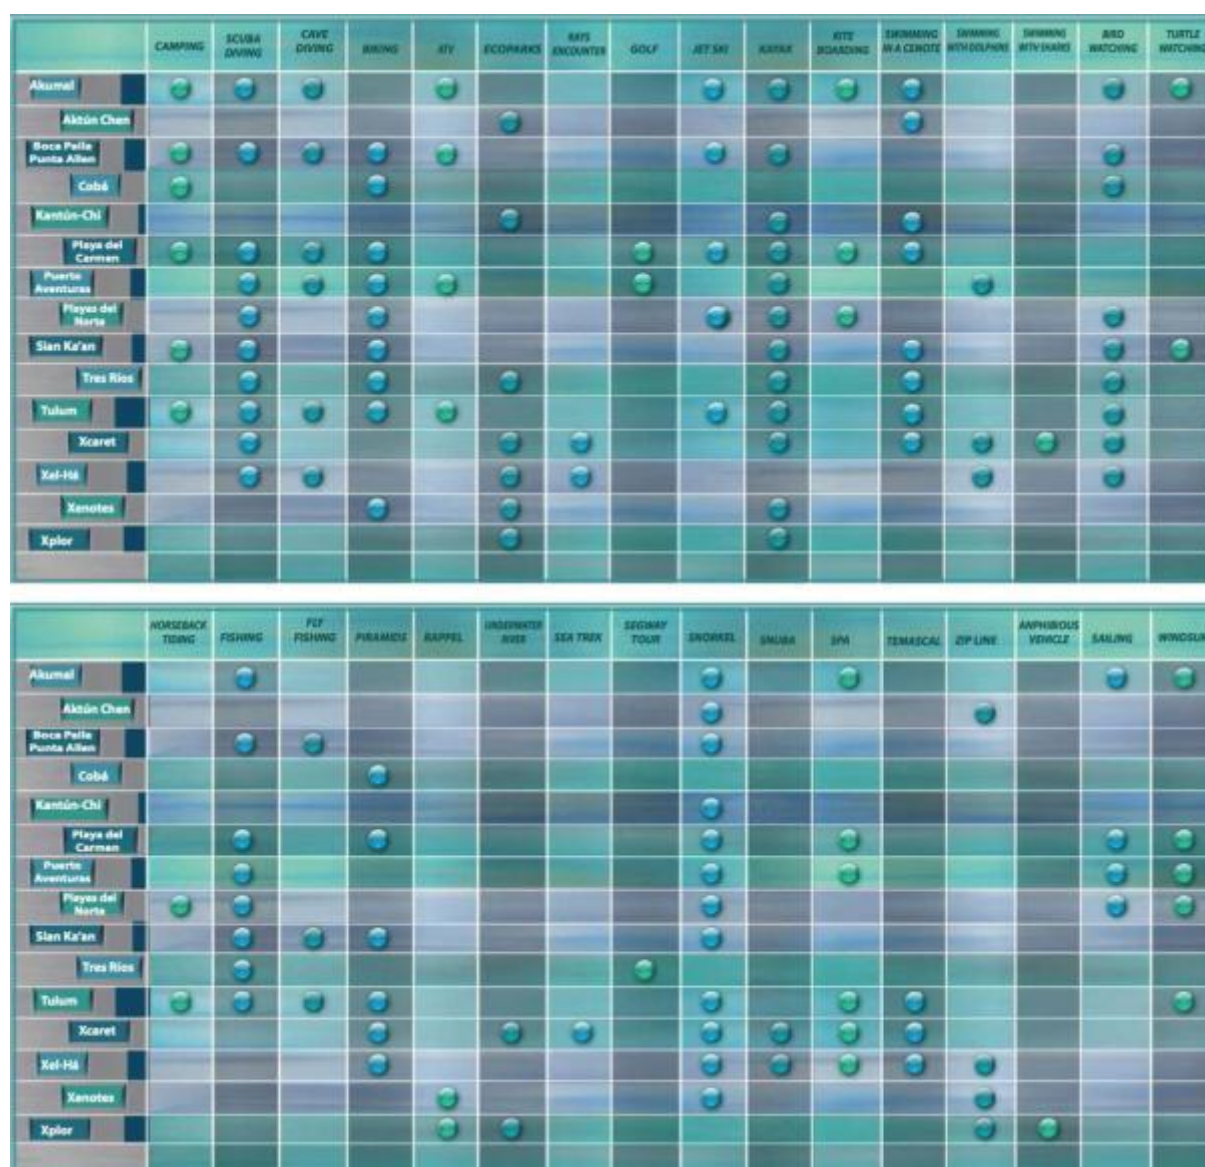 CAMPING
SCUBA
DIVING
CAVE
DIVING
BIKING
ATV
ECOPARKS
RAYS
ENCOUNTER
GOLF
JET SKI
KAYAK
KITE
BOARDING
SWIMMING
IN A CENOTE
SWIMMING
WITH DOLPHINS
SWIMMING
WITH SHARKS
BIRD
WATCHING
TURTLE
WATCHING
Akumal
Aktún Chen
Boca Paila
Punta Allen
Cobá
Kantún-Chi
Playa del
Carmen
Puerto
Aventuras
Playas del
Norte
Sian Ka'an
Tres Ríos
Tulum
Xcaret
Xel-Há
Xenotes
Xplor
HORSEBACK
TIDING
FISHING
FLY
FISHING
PIRAMIDS
RAPPEL
UNDERWATER
RIVER
SEA TREK
SEGWAY
TOUR
SNORKEL
SNUBA
SPA
TEMASCAL
ZIP LINE
ANPHIBIOUS
VEHICLE
SAILING
WINDSUR
Akumal
Aktún Chen
Boca Paila
Punta Allen
Cobá
Kantún-Chi
Playa del
Carmen
Puerto
Aventuras
Playas del
Norte
Sian Ka'an
Tres Ríos
Tulum
Xcaret
Xel-Há
Xenotes
Xplor